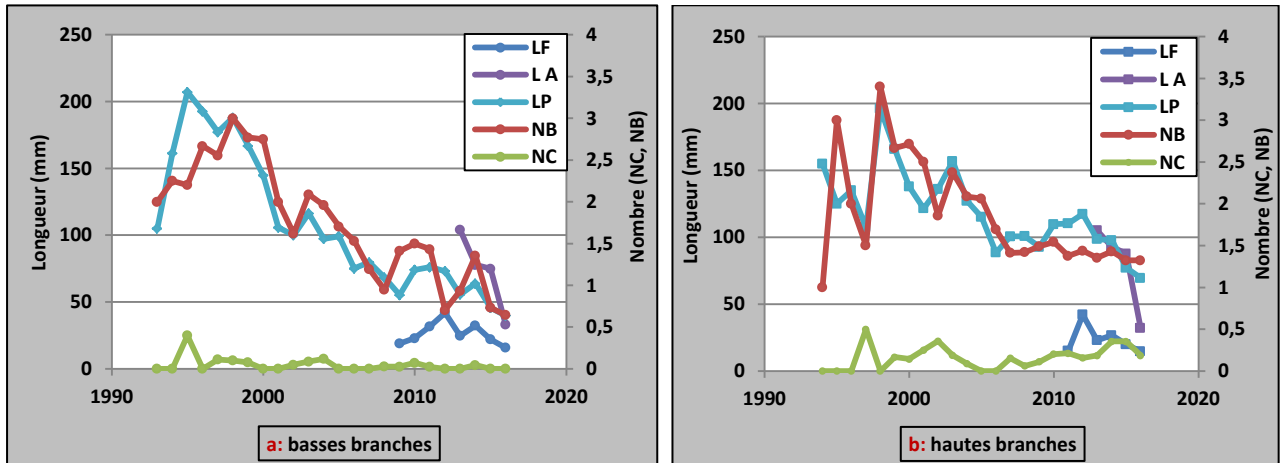 250
200
150
100
50
0
Longueur (mm)
4
3,5
3
2,5
2
1,5
1
0,5
0
Nombre (NC, NB)
LF
L A
LP
NB
NC
1990
2000
2010
2020
a: basses branches
250
200
150
100
50
0
Longueur (mm)
4
3,5
3
2,5
2
1,5
1
0,5
0
Nombre (NC, NB)
LF
L A
LP
NB
NC
1990
2000
2010
2020
b: hautes branches